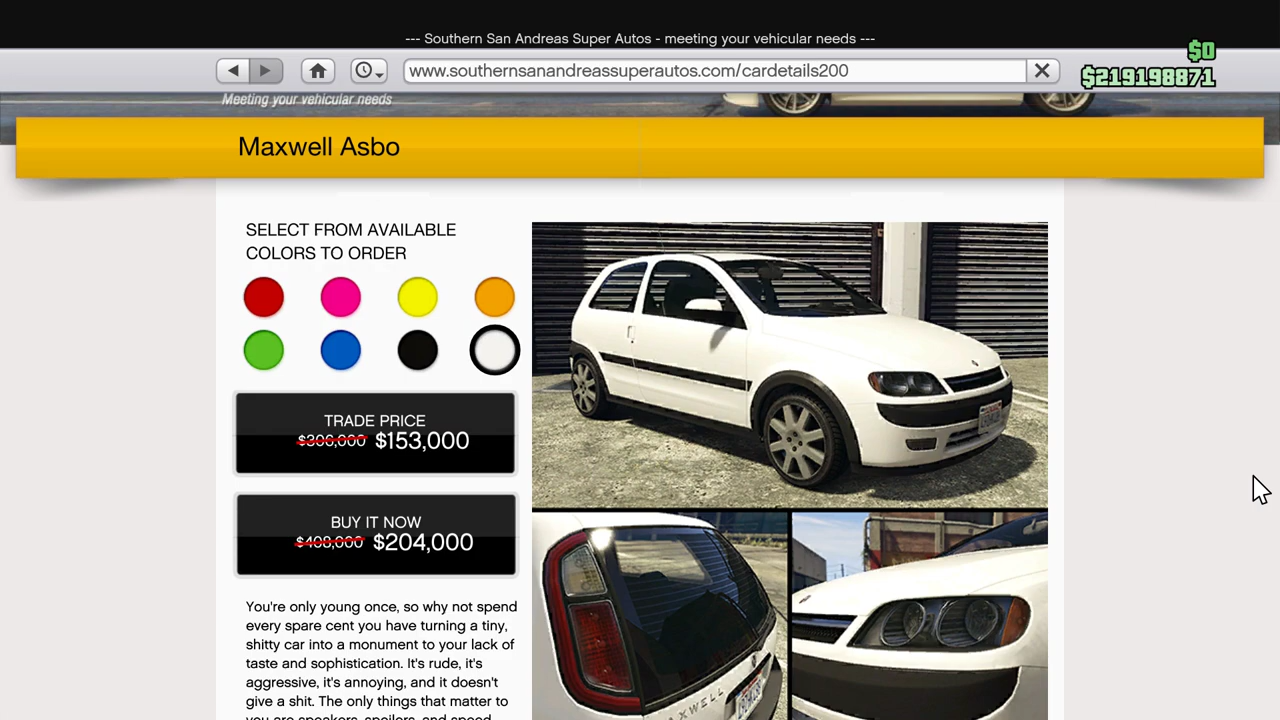 --- Southern San Andreas Super Autos - meeting your vehicular needs ---
$0
www.southernsanandreassuperautos.com/cardetails200
$219198871
Meeting your vehicular needs
Maxwell Asbo
SELECT FROM AVAILABLE
COLORS TO ORDER
TRADE PRICE
$306,000 $153,000
BUY IT NOW
$408,000 $204,000
You're only young once, so why not spend
every spare cent you have turning a tiny,
shitty car into a monument to your lack of
taste and sophistication. It's rude, it's
aggressive, it's annoying, and it doesn't
give a shit. The only things that matter to
you are speakers, spoilers, and speed.
MAXWELL